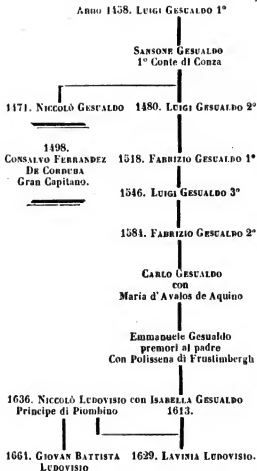 Anno 1458. Luigi Gesualdo 1°
Sansone Gesualdo
1° Conte di Conza
1471. Niccolò Gesualdo 1480. Luigi Gesualdo 2°
1498.
Consalvo Ferrandez
De Corduba
Gran Capitano.
1518. Fabrizio Gesualdo 1°
1546. Luigi Gesualdo 3°
1584. Fabrizio Gesualdo 2°
Carlo Gesualdo
con
Maria d'Avalos de Aquino
Emmanuele Gesualdo
premorì al padre
Con Polissena di Frustimbergh
1636. Niccolò Ludovisio con Isabella Gesualdo
Principe di Piombino 1613.
1661. Giovan Battista 1629. Lavinia Ludovisio.
Ludovisio